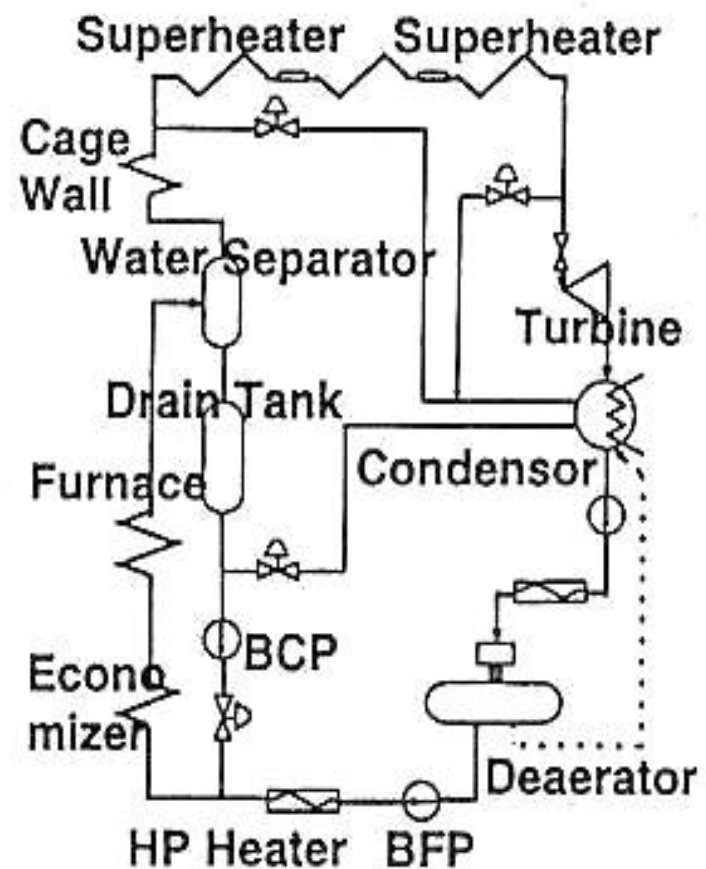 Superheater Superheater
Cage
Wall
Water Separator
Turbine
Drain Tank
Condensor
Furnace
BCP
Econo
mizer
Deaerator
HP Heater BFP